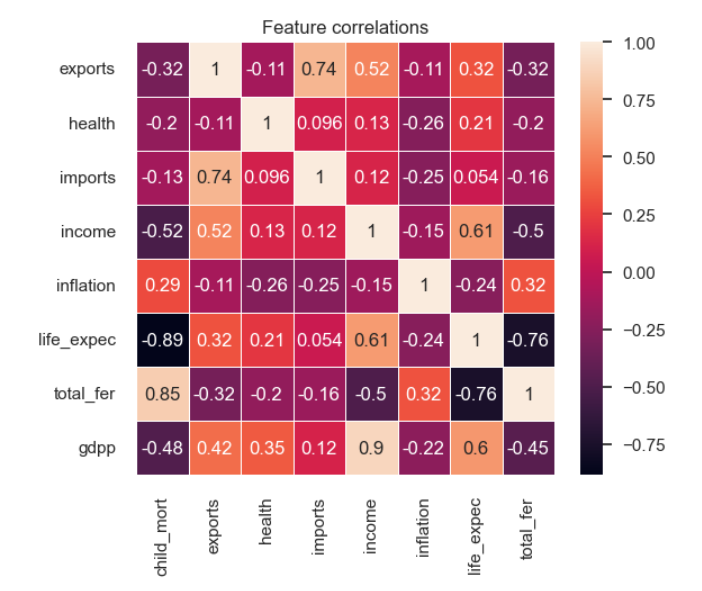 Feature correlations
exports -0.32 1 -0.11 0.74 0.52 -0.11 0.32 -0.32
health -0.2 -0.11 1 0.096 0.13 -0.26 0.21 -0.2
imports -0.13 0.74 0.096 1 0.12 -0.25 0.054 -0.16
income -0.52 0.52 0.13 0.12 1 -0.15 0.61 -0.5
inflation 0.29 -0.11 -0.26 -0.25 -0.15 1 -0.24 0.32
life_expec -0.89 0.32 0.21 0.054 0.61 -0.24 1 -0.76
total_fer 0.85 -0.32 -0.2 -0.16 -0.5 0.32 -0.76 1
gdpp -0.48 0.42 0.35 0.12 0.9 -0.22 0.6 -0.45
child_mort exports health imports income inflation life_expec total_fer
1.00
0.75
0.50
0.25
0.00
−0.25
−0.50
−0.75